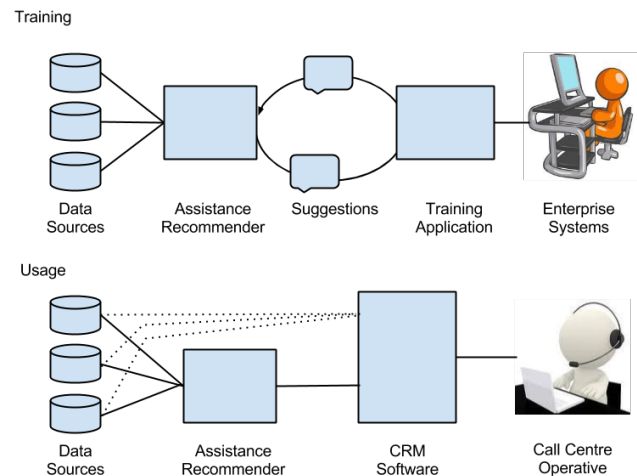 Training
Data
Sources
Assistance
Recommender
Suggestions
Training
Application
Enterprise
Systems
Usage
Data
Sources
Assistance
Recommender
CRM
Software
Call Centre
Operative